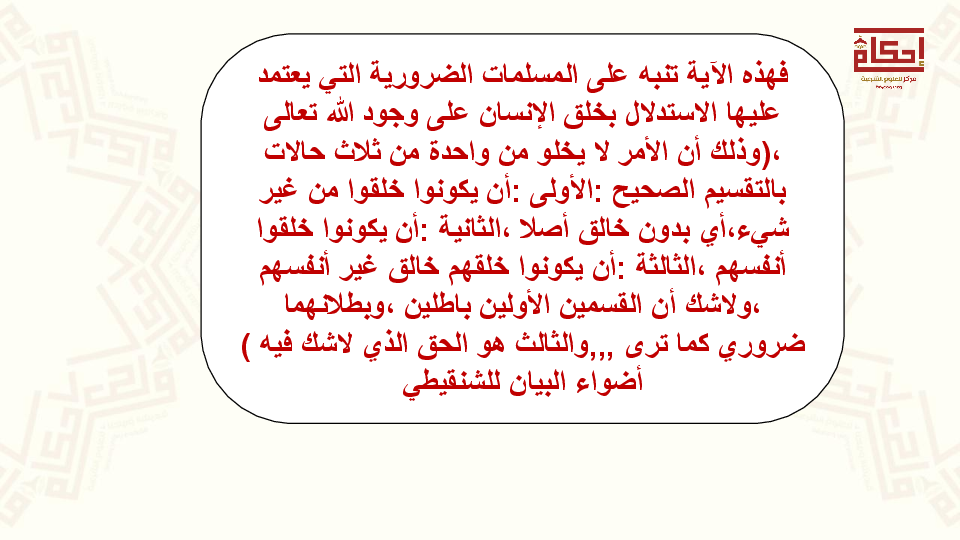 إحكام
مركز للعلوم الشرعية
فهذه الآية تنبه على المسلمات الضرورية التي يعتمد
عليها الاستدلال بخلق الإنسان على وجود الله تعالى
،(وذلك أن الأمر لا يخلو من واحدة من ثلاث حالات
بالتقسيم الصحيح :الأولى :أن يكونوا خلقوا من غير
شيء،أي بدون خالق أصلا ،الثانية :أن يكونوا خلقوا
أنفسهم ،الثالثة :أن يكونوا خلقهم خالق غير أنفسهم
،ولاشك أن القسمين الأولين باطلين ،وبطلانهما
ضروري كما ترى ,,,والثالث هو الحق الذي لاشك فيه )
أضواء البيان للشنقيطي